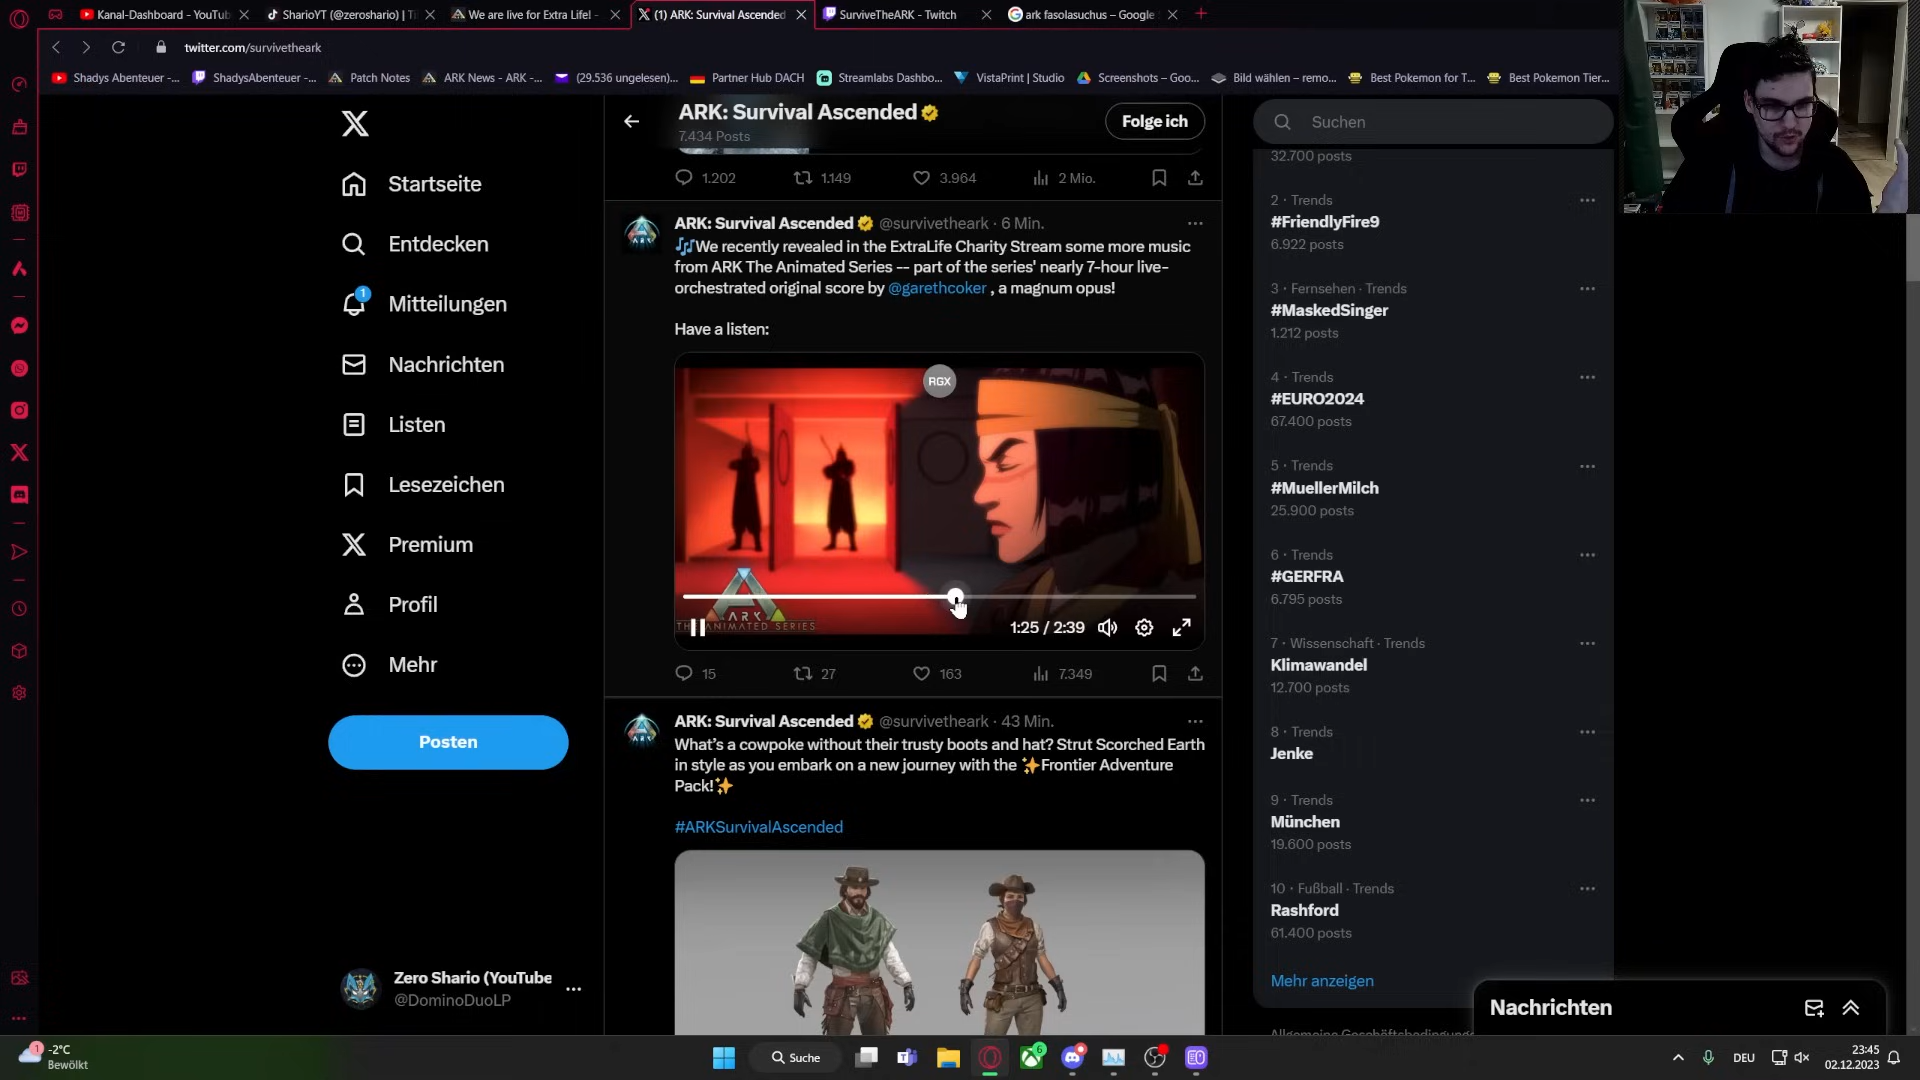 Kanal-Dashboard - YouTub
SharioYT (@zeroshario) | Ti
We are live for Extra Life! -
(1) ARK: Survival Ascended
SurviveTheARK - Twitch
ark fasolasuchus – Google
twitter.com/survivetheark
Shadys Abenteuer -...
ShadysAbenteuer -...
Patch Notes
ARK News - ARK -...
(29.536 ungelesen)...
Partner Hub DACH
Streamlabs Dashbo...
VistaPrint | Studio
Screenshots – Goo...
Bild wählen – remo...
Best Pokemon for T...
Best Pokemon Tier...
Startseite
Entdecken
1
Mitteilungen
Nachrichten
Listen
Lesezeichen
Premium
Profil
Mehr
Posten
Zero Shario (YouTube
@DominoDuoLP
ARK: Survival Ascended
7.434 Posts
Folge ich
1.202
1.149
3.964
2 Mio.
ARK: Survival Ascended @survivetheark · 6 Min.
🎶We recently revealed in the ExtraLife Charity Stream some more music
from ARK The Animated Series -- part of the series' nearly 7-hour live-
orchestrated original score by @garethcoker , a magnum opus!
Have a listen:
RGX
ARK
THE ANIMATED SERIES
1:25 / 2:39
15
27
163
7.349
ARK: Survival Ascended @survivetheark · 43 Min.
What's a cowpoke without their trusty boots and hat? Strut Scorched Earth
in style as you embark on a new journey with the ✨Frontier Adventure
Pack!✨
#ARKSurvivalAscended
Suchen
32.700 posts
2 · Trends
#FriendlyFire9
6.922 posts
3 · Fernsehen · Trends
#MaskedSinger
1.212 posts
4 · Trends
#EURO2024
67.400 posts
5 · Trends
#MuellerMilch
25.900 posts
6 · Trends
#GERFRA
6.795 posts
7 · Wissenschaft · Trends
Klimawandel
12.700 posts
8 · Trends
Jenke
9 · Trends
München
19.600 posts
10 · Fußball · Trends
Rashford
61.400 posts
Mehr anzeigen
Allgemeine Geschäftsbedingunge
Nachrichten
1
-2°C
Bewölkt
Suche
6
DEU
23:45
02.12.2023